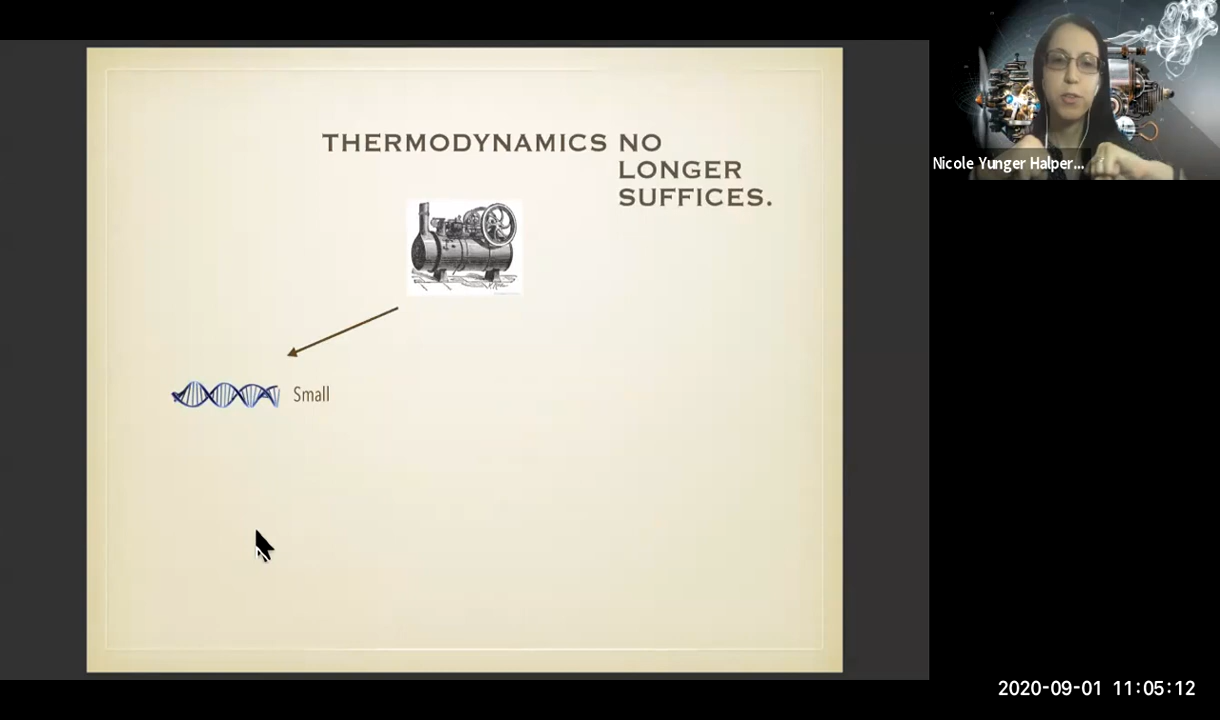 THERMODYNAMICS NO
LONGER
SUFFICES.
Small
Nicole Yunger Halper...
2020-09-01 11:05:12